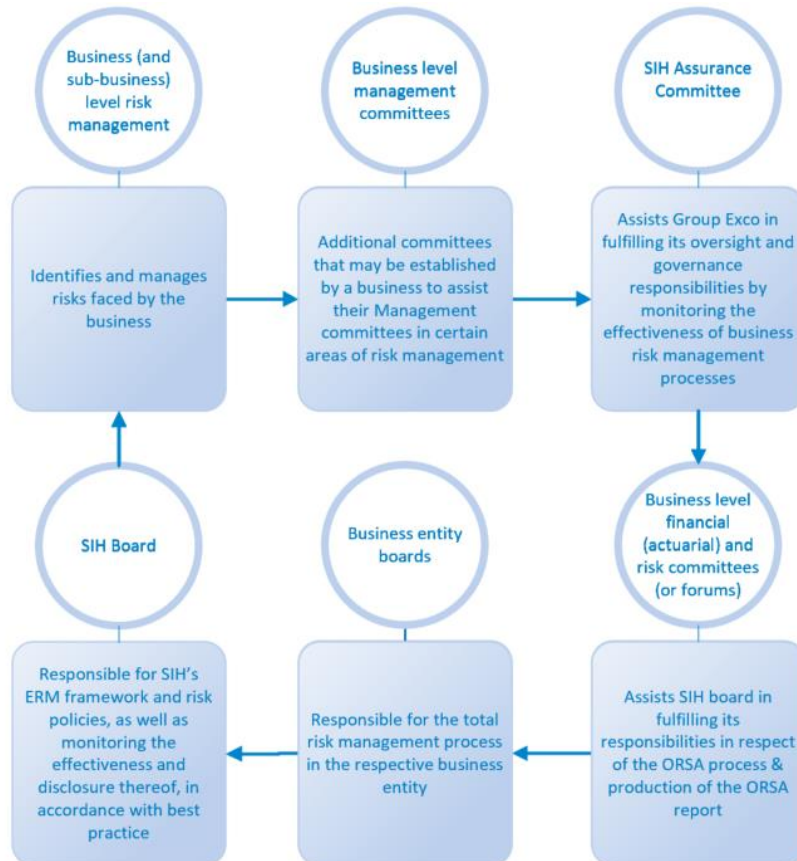 Business (and
sub-business)
level risk
management
Identifies and manages
risks faced by the
business
Business level
management
committees
Additional committees
that may be established
by a business to assist
their Management
committees in certain
areas of risk management
SIH Assurance
Committee
Assists Group Exco in
fulfilling its oversight and
governance
responsibilities by
monitoring the
effectiveness of business
risk management
processes
Business level
financial
(actuarial) and
risk committees
(or forums)
Assists SIH board in
fulfilling its
responsibilities in respect
of the ORSA process &
production of the ORSA
report
Business entity
boards
Responsible for the total
risk management process
in the respective business
entity
SIH Board
Responsible for SIH's
ERM framework and risk
policies, as well as
monitoring the
effectiveness and
disclosure thereof, in
accordance with best
practice